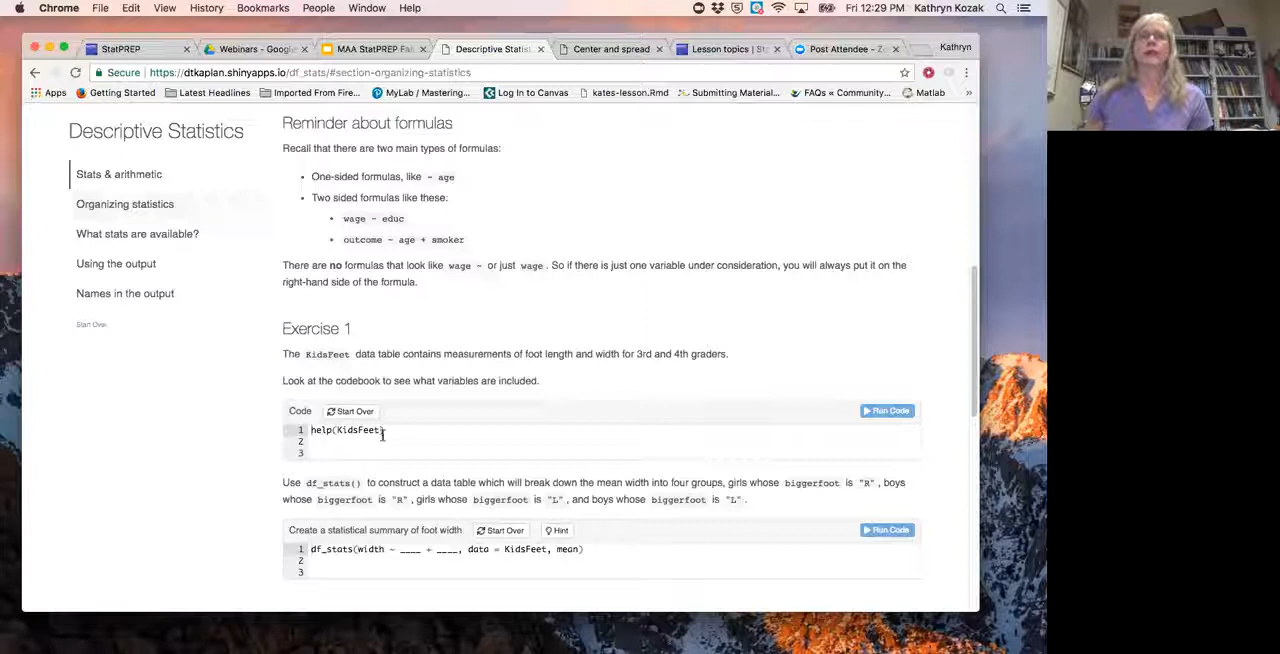 Chrome File Edit View History Bookmarks People Window Help Fri 12:29 PM Kathryn Kozak
StatPREP Webinars - Google MAA StatPREP Fal Descriptive Statis Center and spread Lesson topics | Sta Post Attendee - Z Kathryn
Secure https://dtkaplan.shinyapps.io/df_stats/#section-organizing-statistics
Apps Getting Started Latest Headlines Imported From Fire... MyLab / Mastering... Log In to Canvas kates-lesson.Rmd Submitting Material... FAQs « Community... Matlab »
Descriptive Statistics
Stats & arithmetic
Organizing statistics
What stats are available?
Using the output
Names in the output
Start Over
Reminder about formulas
Recall that there are two main types of formulas:
• One-sided formulas, like ~ age
• Two sided formulas like these:
• wage ~ educ
• outcome ~ age + smoker
There are no formulas that look like wage ~ or just wage. So if there is just one variable under consideration, you will always put it on the
right-hand side of the formula.
Exercise 1
The KidsFeet data table contains measurements of foot length and width for 3rd and 4th graders.
Look at the codebook to see what variables are included.
Code Start Over Run Code
1 help(KidsFeet)
2
3
Use df_stats() to construct a data table which will break down the mean width into four groups, girls whose biggerfoot is "R", boys
whose biggerfoot is "R", girls whose biggerfoot is "L", and boys whose biggerfoot is "L".
Create a statistical summary of foot width Start Over Hint Run Code
1 df_stats(width ~ ____ + ____, data = KidsFeet, mean)
2
3